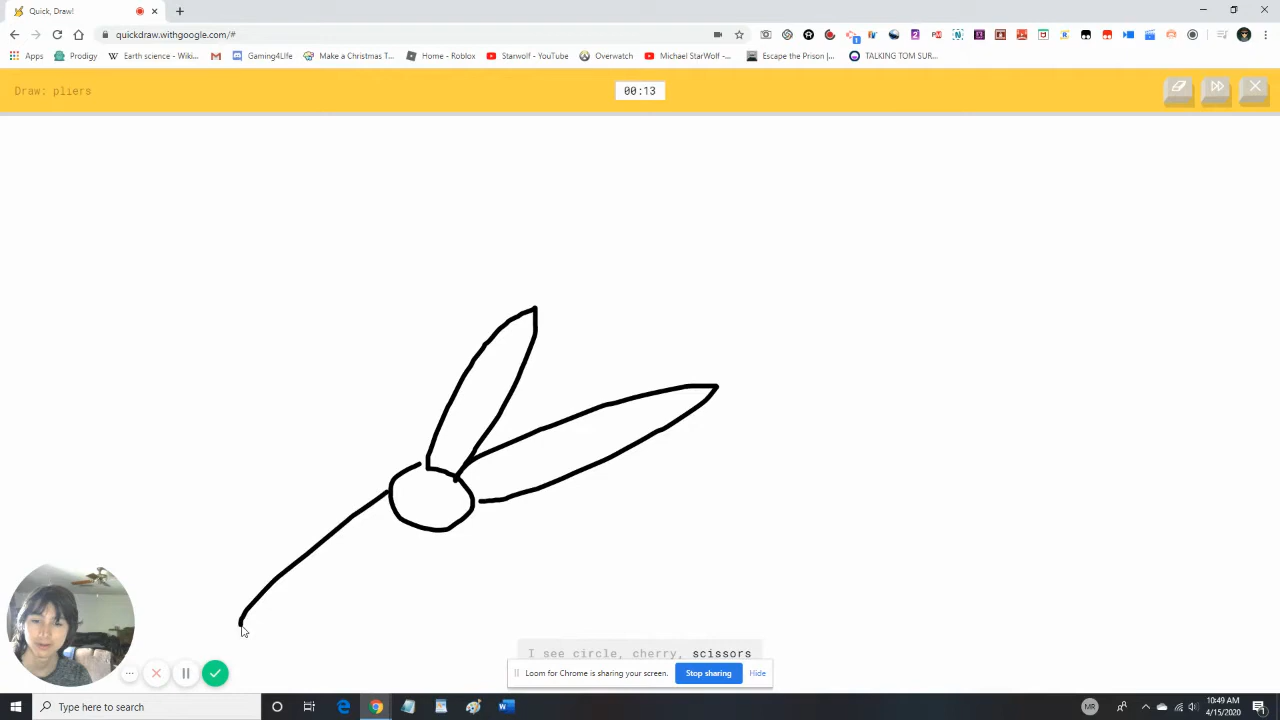 Quick, Draw!
quickdraw.withgoogle.com/#
Apps Prodigy Earth science - Wiki... Gaming4Life Make a Christmas T... Home - Roblox Starwolf - YouTube Overwatch Michael StarWolf -... Escape the Prison |... TALKING TOM SUR...
Draw: pliers 00:13
I see circle, cherry, scissors
Loom for Chrome is sharing your screen. Stop sharing Hide
Type here to search
MR
10:49 AM
4/15/2020